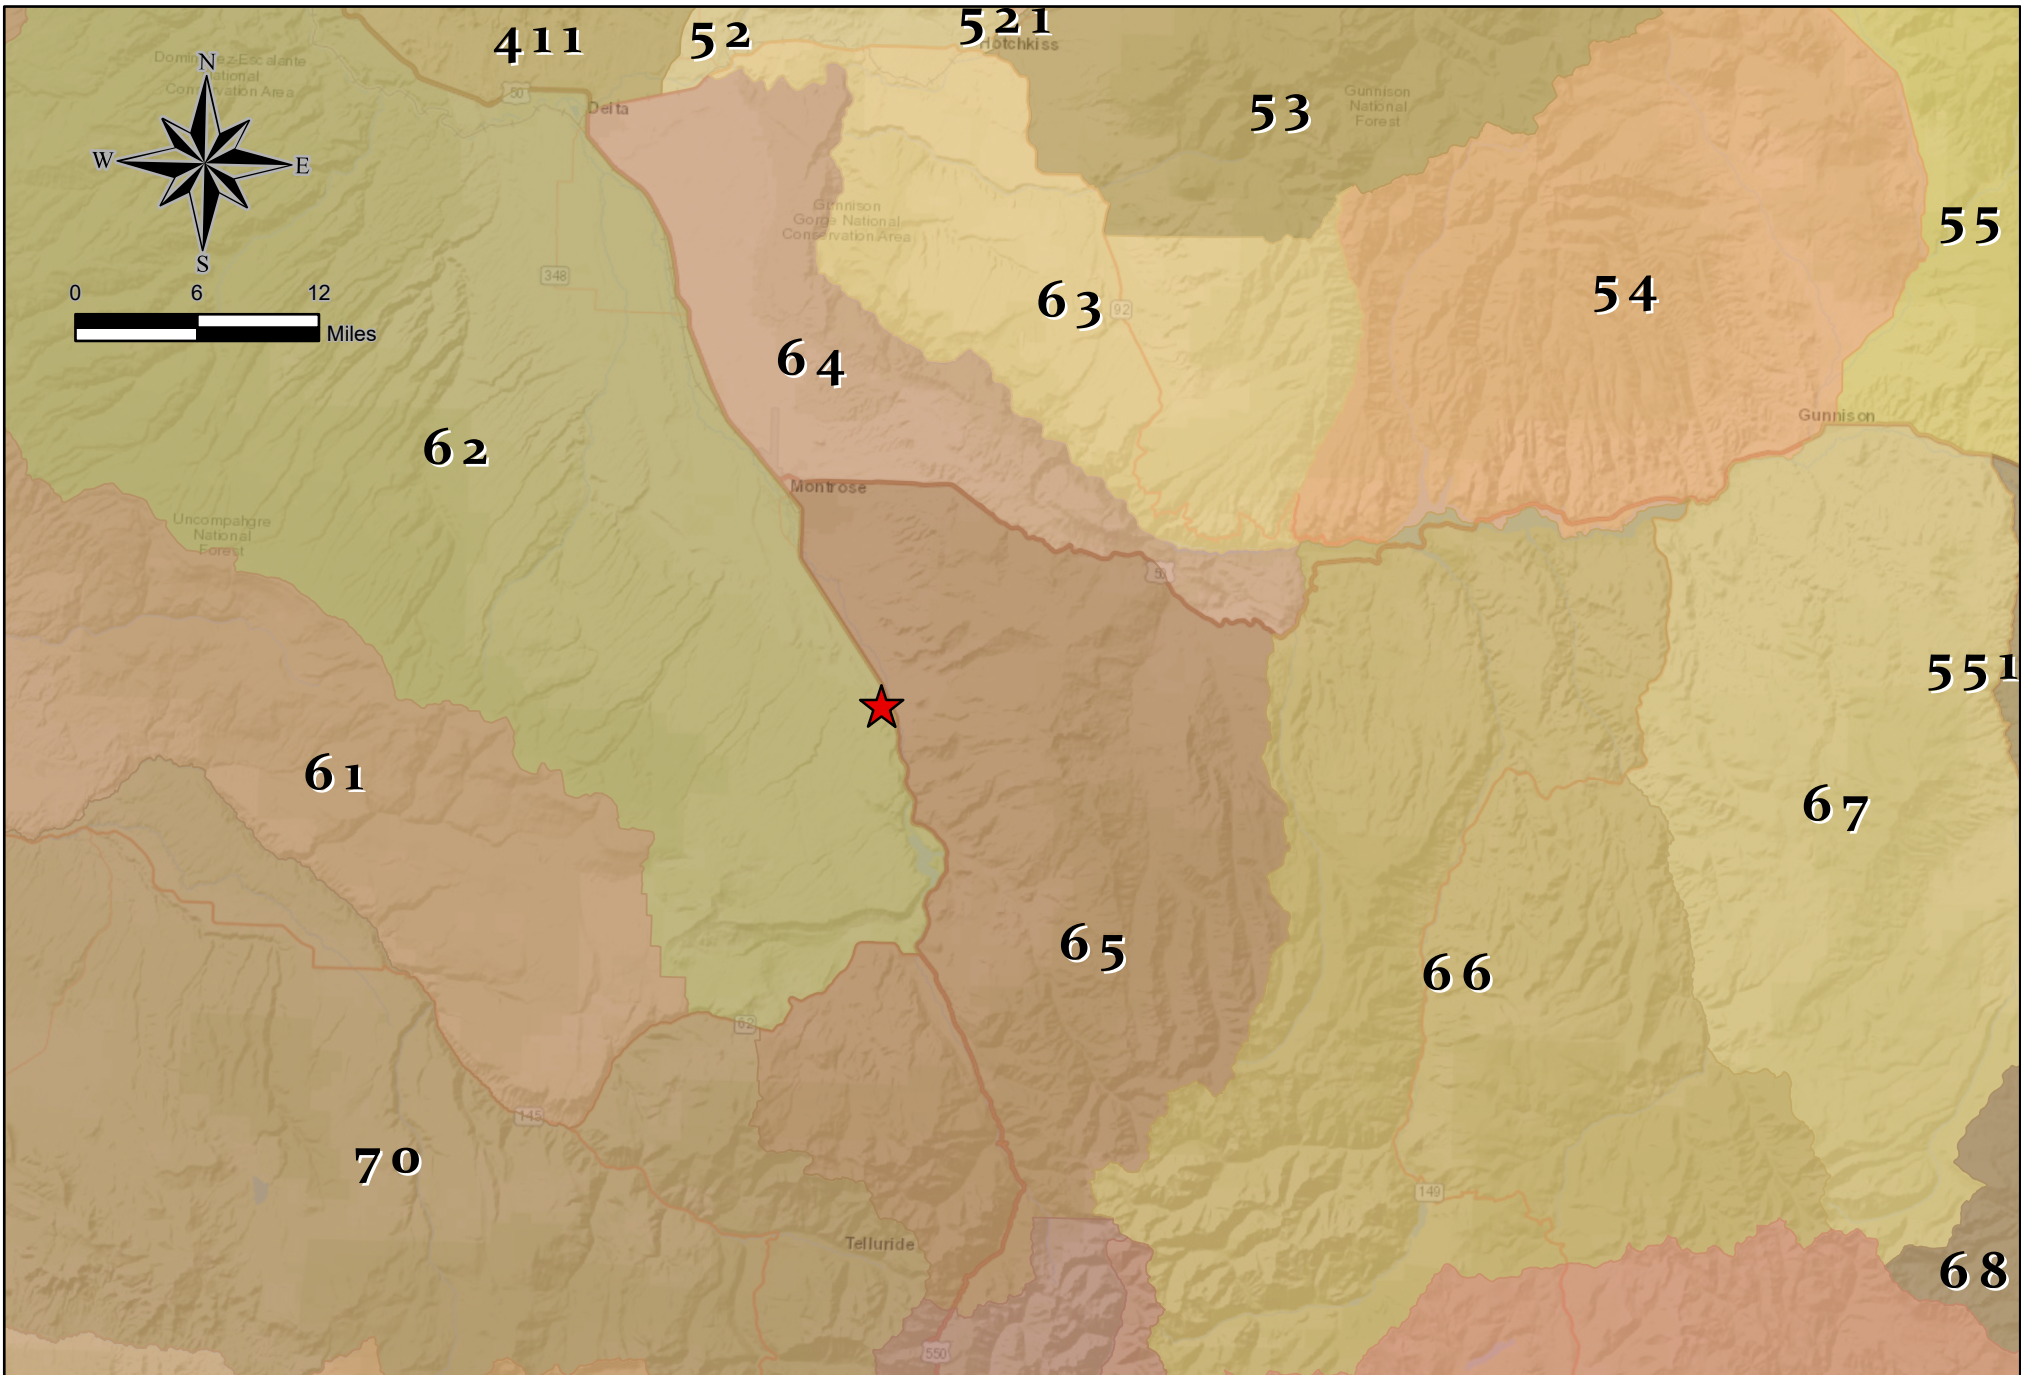 411
52
521
Hotchkiss
Dominguez-Escalante
National
Conservation Area
N
W
E
S
50
Delta
53
Gunnison
National
Forest
55
Gunnison
Gorge National
Conservation Area
348
0 6 12
Miles
63
92
54
64
Gunnison
62
Montrose
Uncompahgre
National
Forest
50
551
61
67
65
66
62
145
70
149
Telluride
68
550